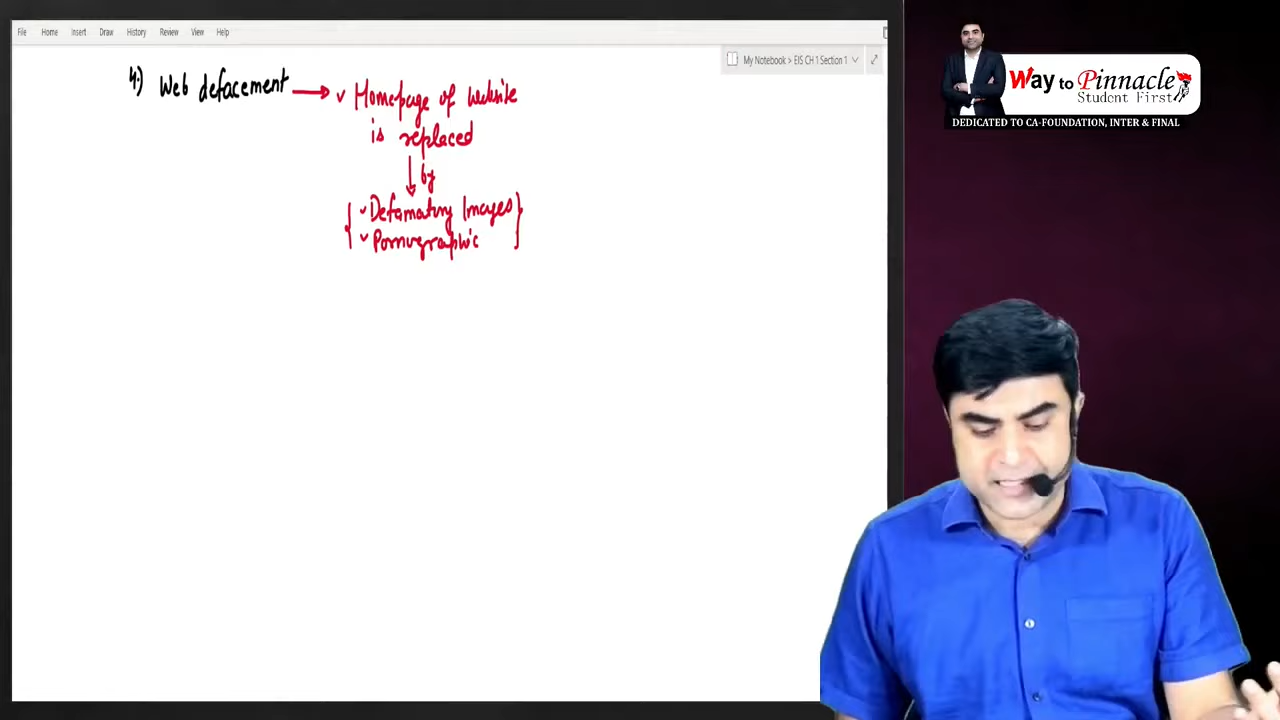 File Home Insert Draw History Review View Help
My Notebook > EIS CH 1 Section 1
4) Web defacement → ✓ Homepage of website
is replaced
↓ by
{ ✓ Defamatory Images }
✓ Pornographic
Way to Pinnacle
Student First
DEDICATED TO CA-FOUNDATION, INTER & FINAL